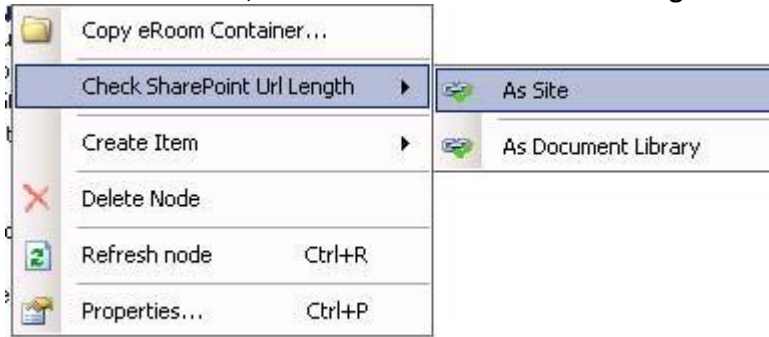 Copy eRoom Container...
Check SharePoint Url Length
As Site
Create Item
As Document Library
Delete Node
Refresh node Ctrl+R
Properties... Ctrl+P